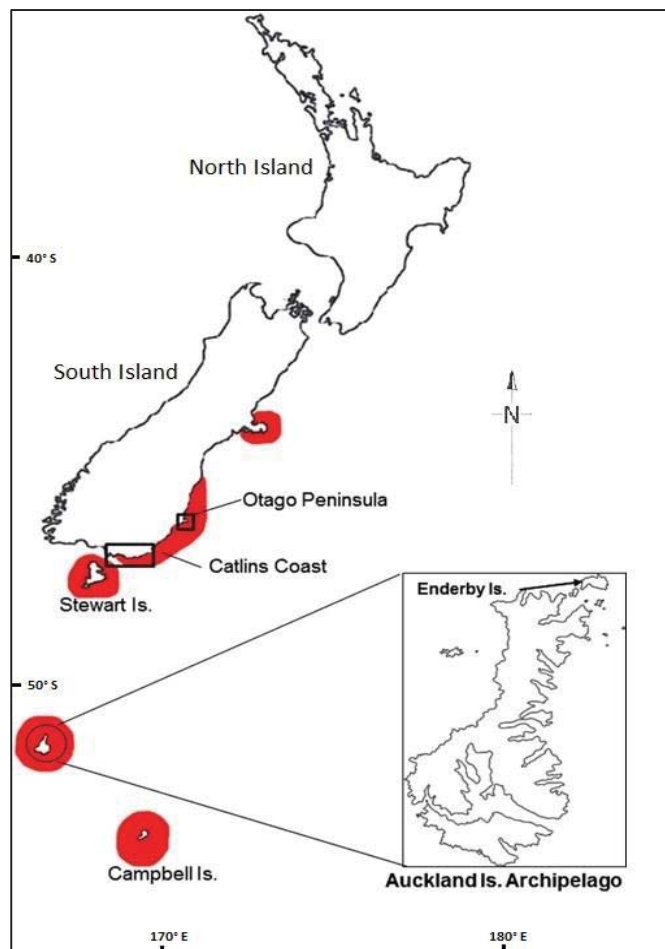 North Island
40° S
South Island
N
Otago Peninsula
Catlins Coast
Stewart Is.
Enderby Is.
50° S
Campbell Is.
Auckland Is. Archipelago
170° E
180° E